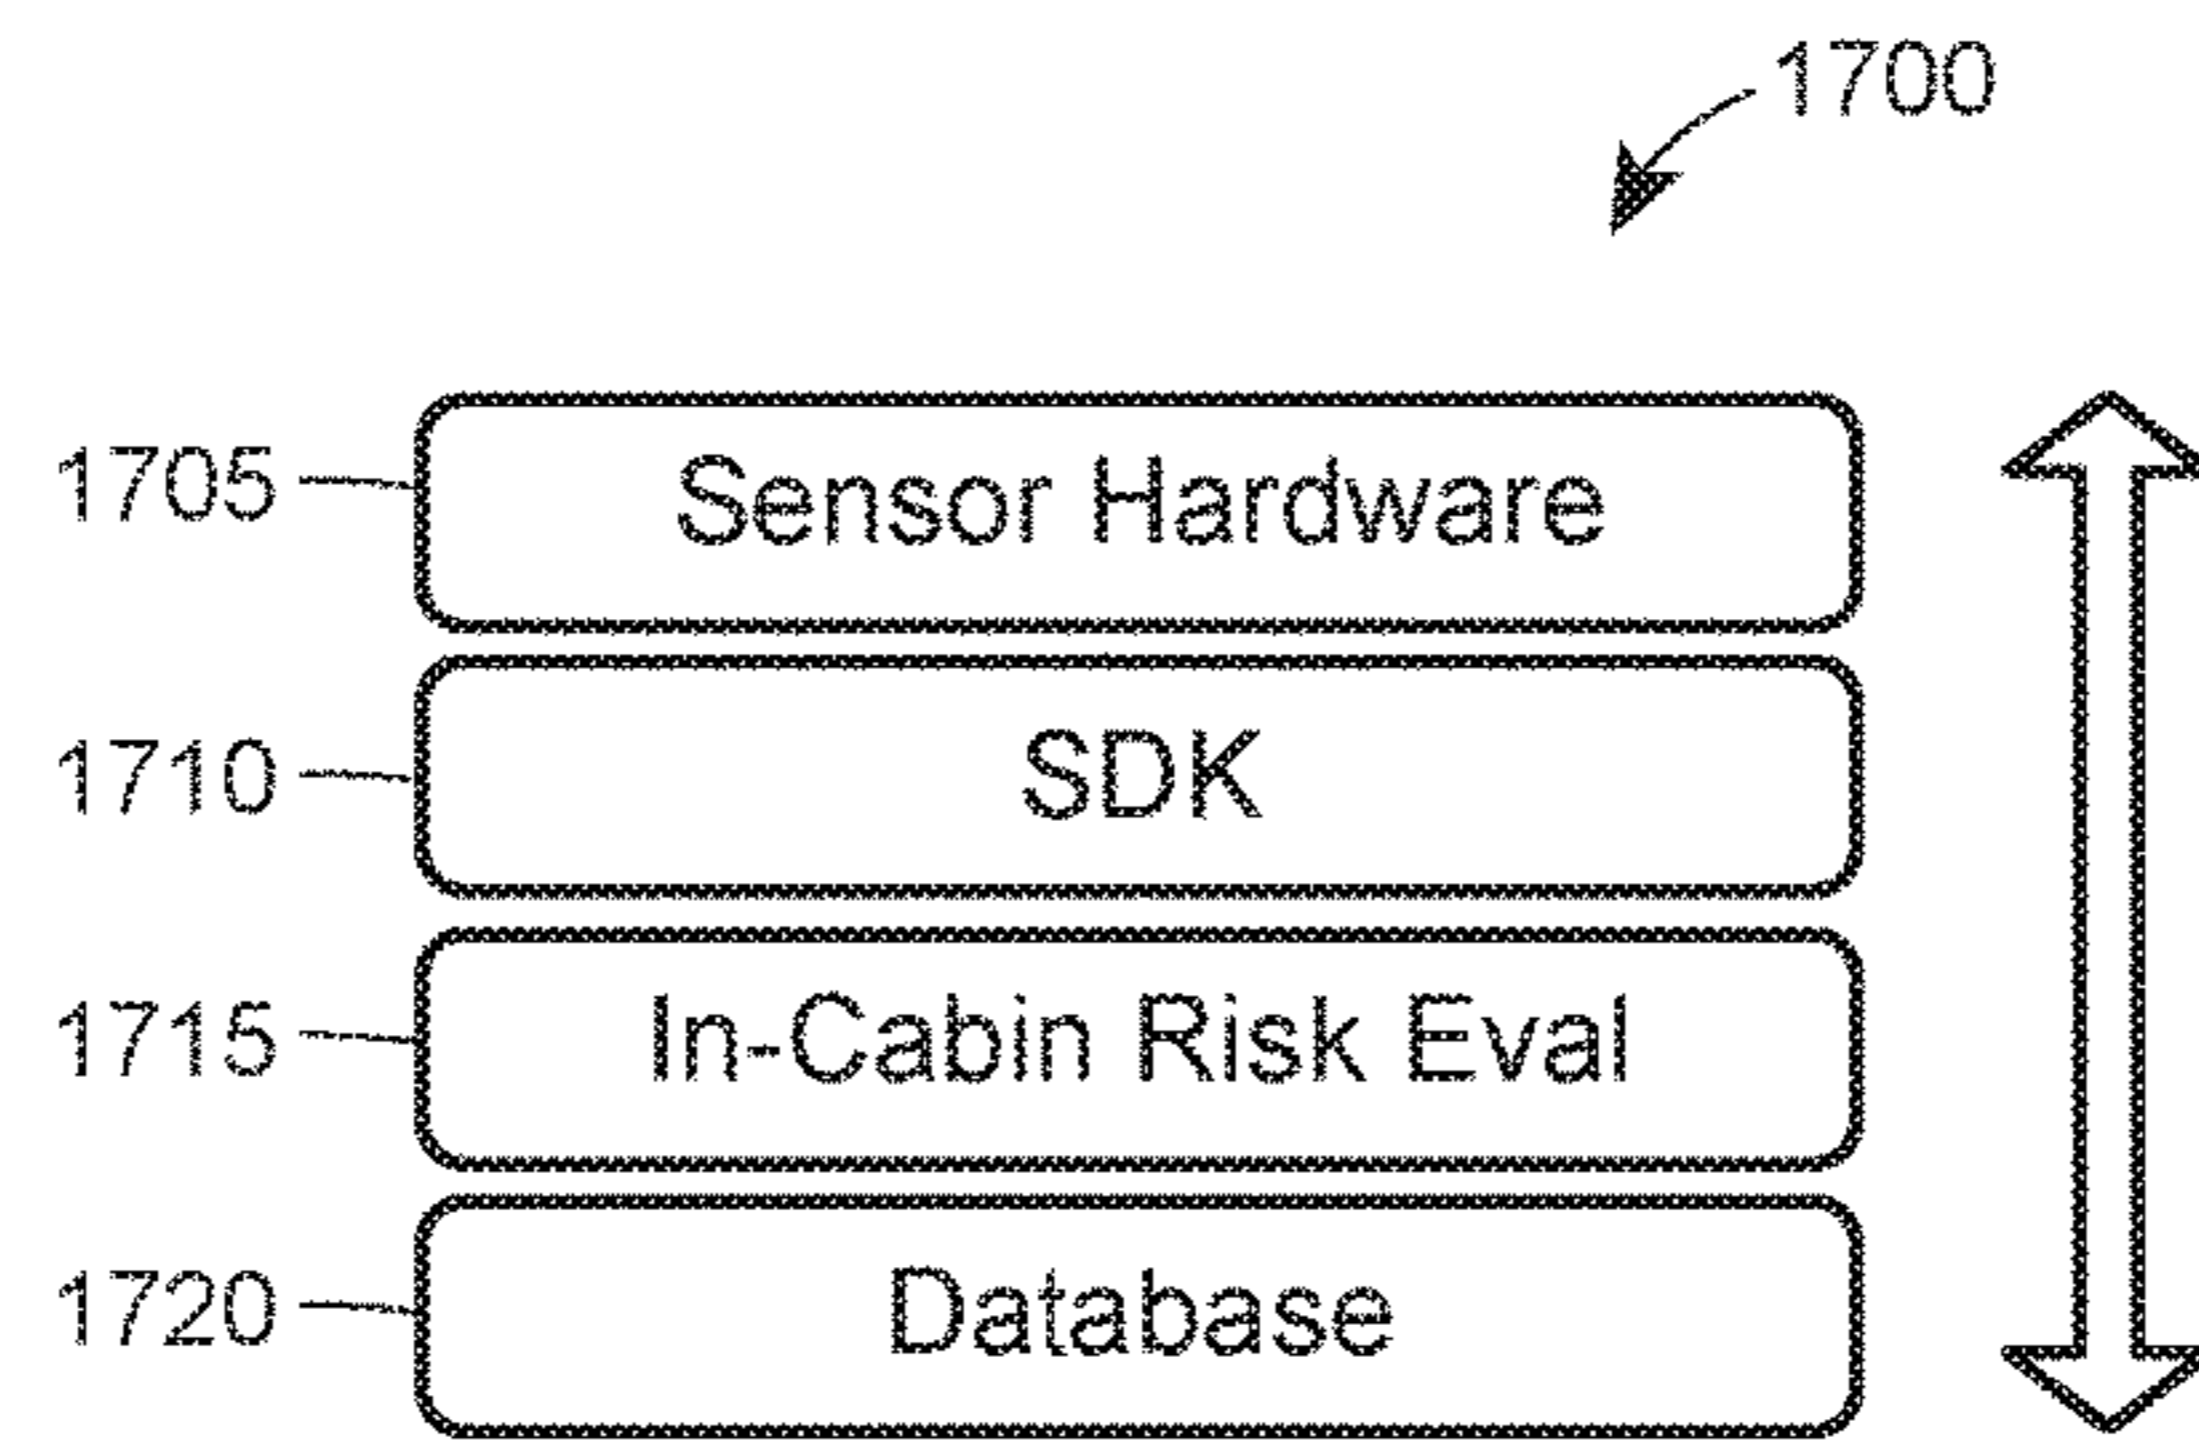 1700
1705 Sensor Hardware
1710 SDK
1715 In-Cabin Risk Eval
1720 Database